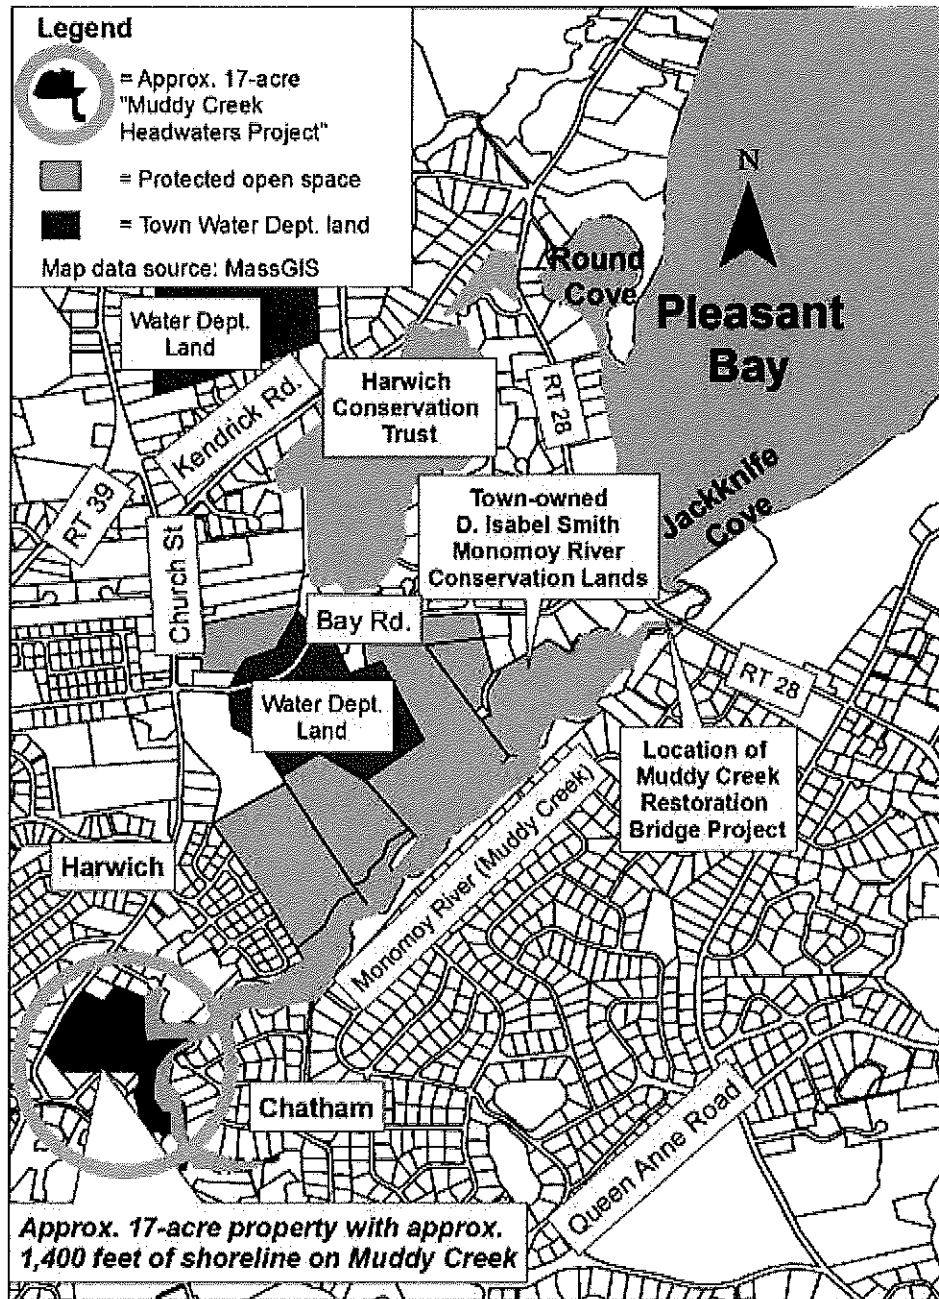 Legend
= Approx. 17-acre
"Muddy Creek
Headwaters Project"
= Protected open space
= Town Water Dept. land
Map data source: MassGIS
N
Round
Cove
Pleasant
Bay
Water Dept.
Land
Kendrick Rd.
Harwich
Conservation
Trust
RT 28
RT 39
Church St
Town-owned
D. Isabel Smith
Monomoy River
Conservation Lands
Jackknife
Cove
Bay Rd.
Water Dept.
Land
RT 28
Location of
Muddy Creek
Restoration
Bridge Project
Monomoy River (Muddy Creek)
Harwich
Chatham
Queen Anne Road
Approx. 17-acre property with approx.
1,400 feet of shoreline on Muddy Creek